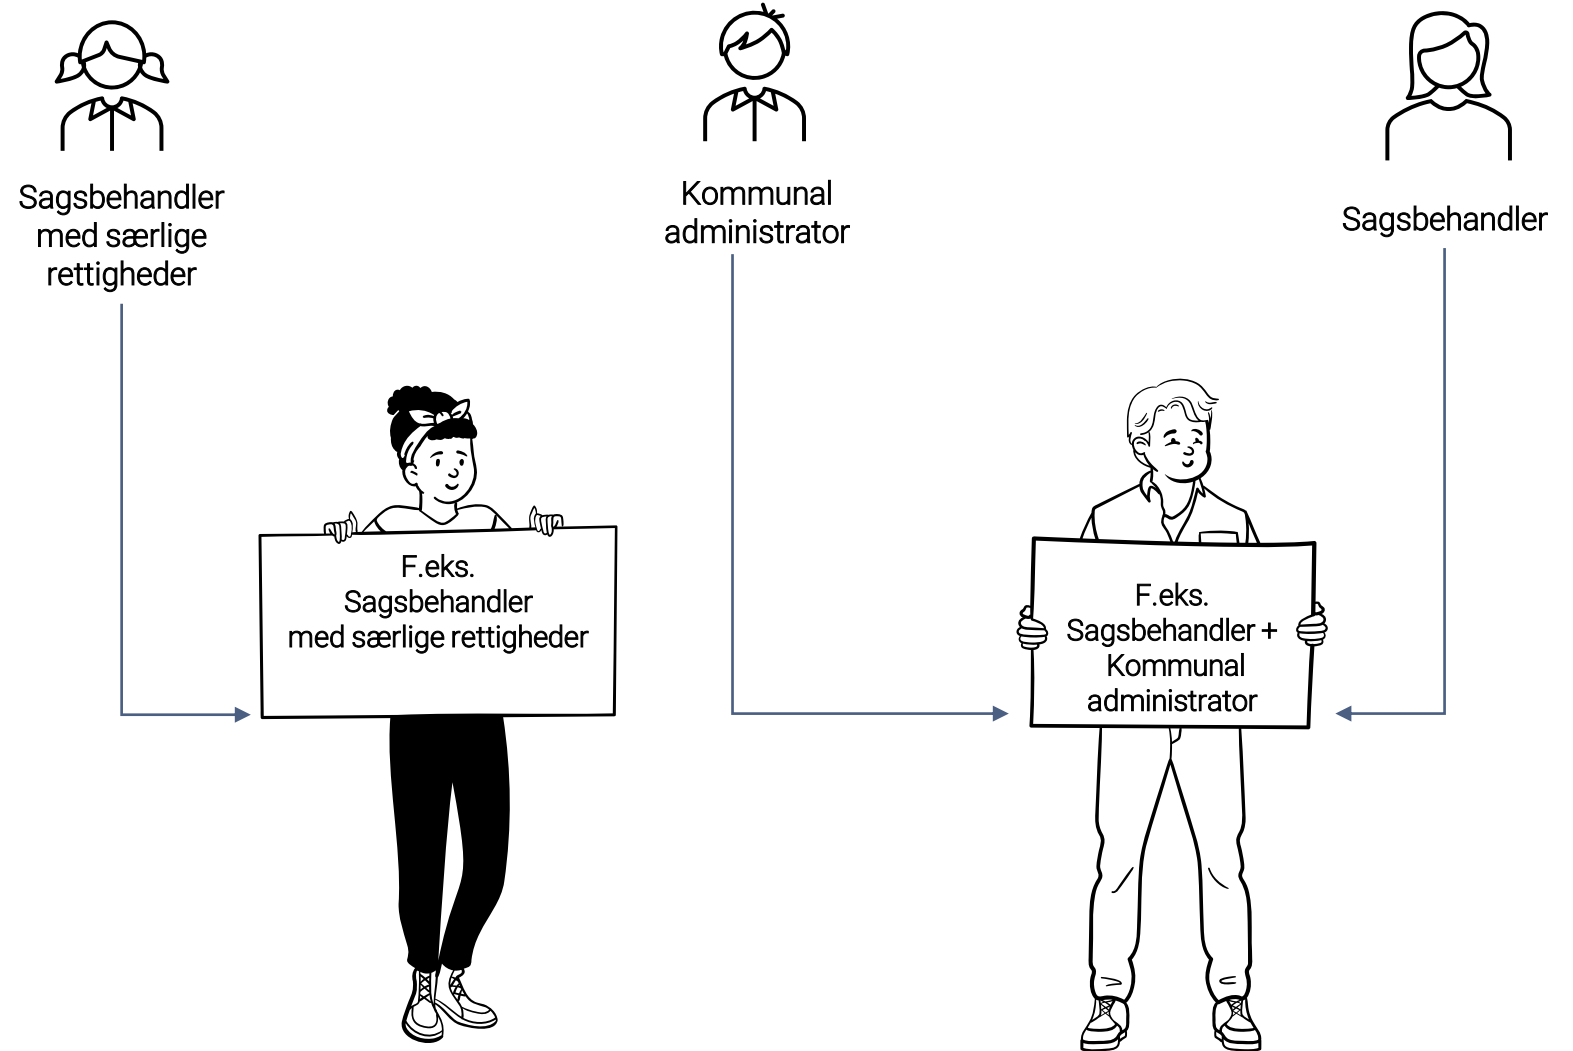 Sagsbehandler
med særlige
rettigheder
Kommunal
administrator
Sagsbehandler
F.eks.
Sagsbehandler
med særlige rettigheder
F.eks.
Sagsbehandler +
Kommunal
administrator